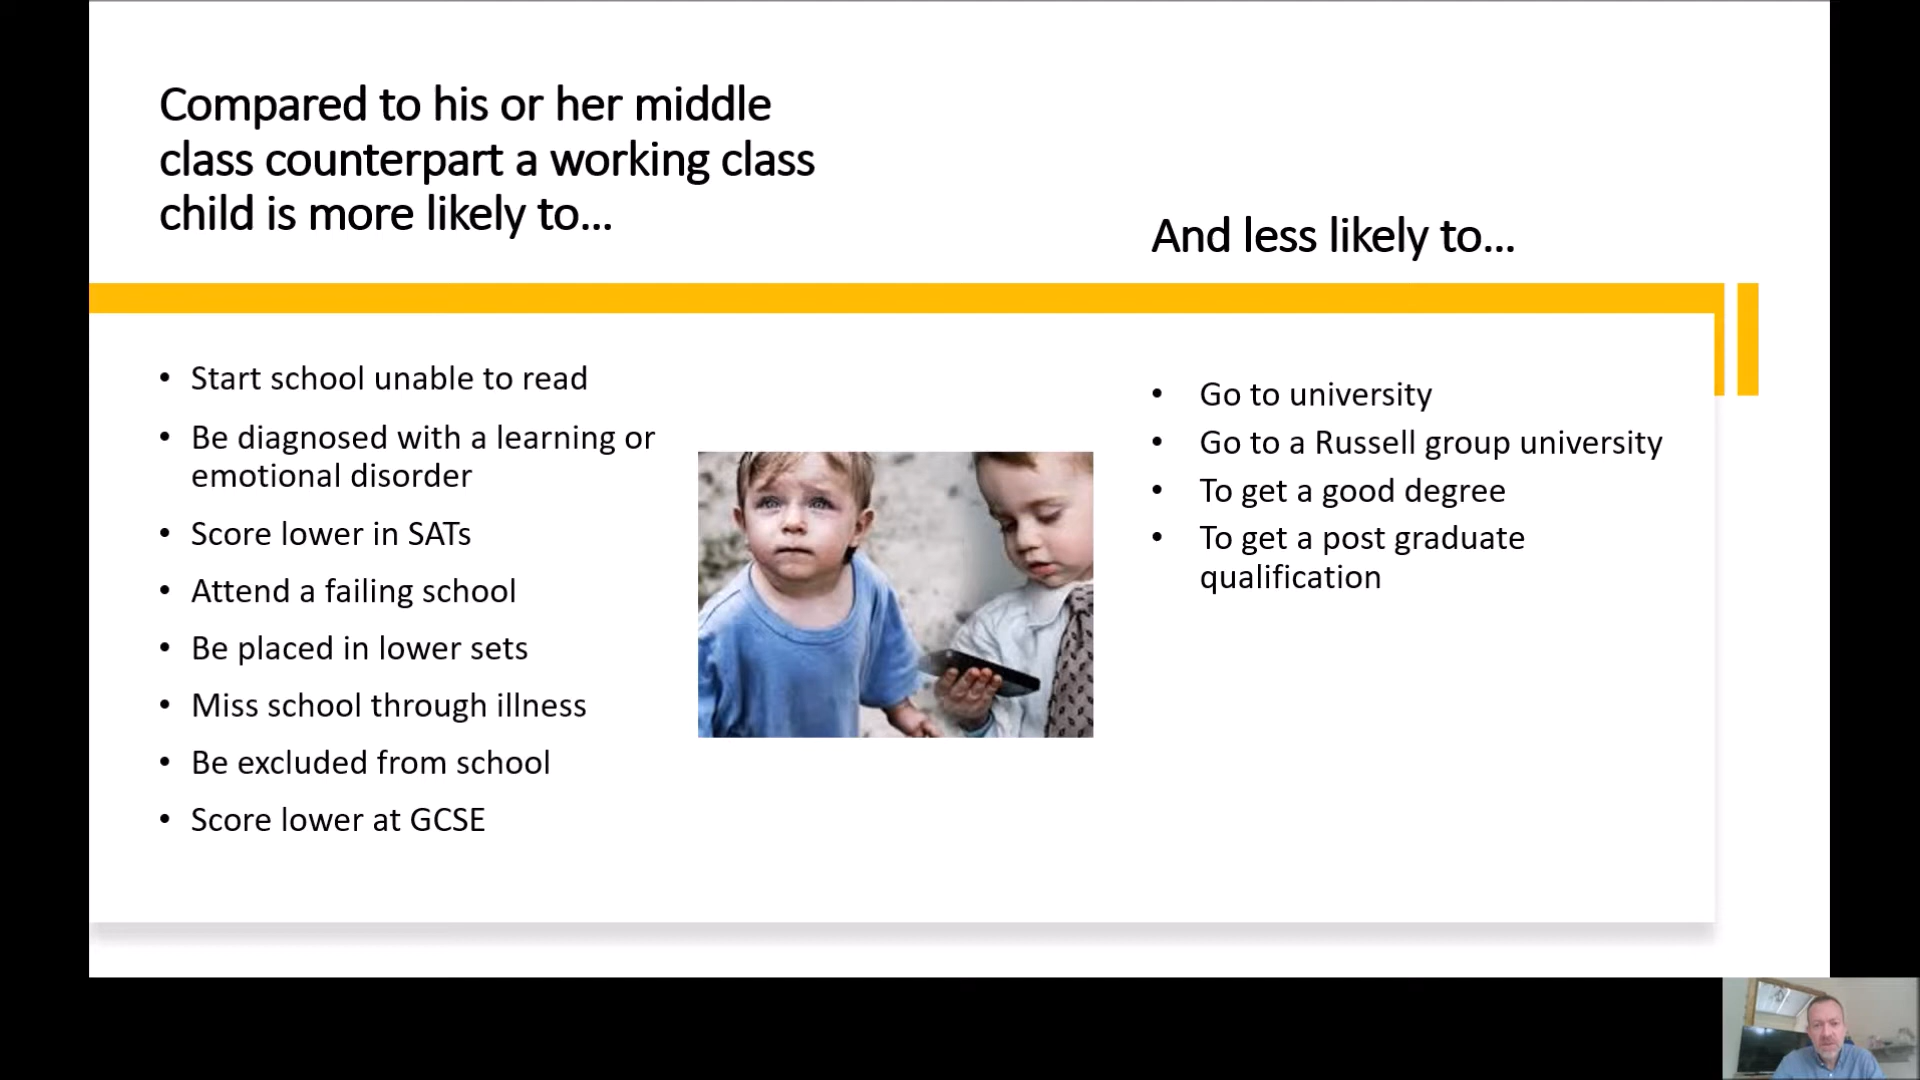 Compared to his or her middle
class counterpart a working class
child is more likely to...
And less likely to...
• Start school unable to read
• Be diagnosed with a learning or
emotional disorder
• Score lower in SATs
• Attend a failing school
• Be placed in lower sets
• Miss school through illness
• Be excluded from school
• Score lower at GCSE
• Go to university
• Go to a Russell group university
• To get a good degree
• To get a post graduate
qualification